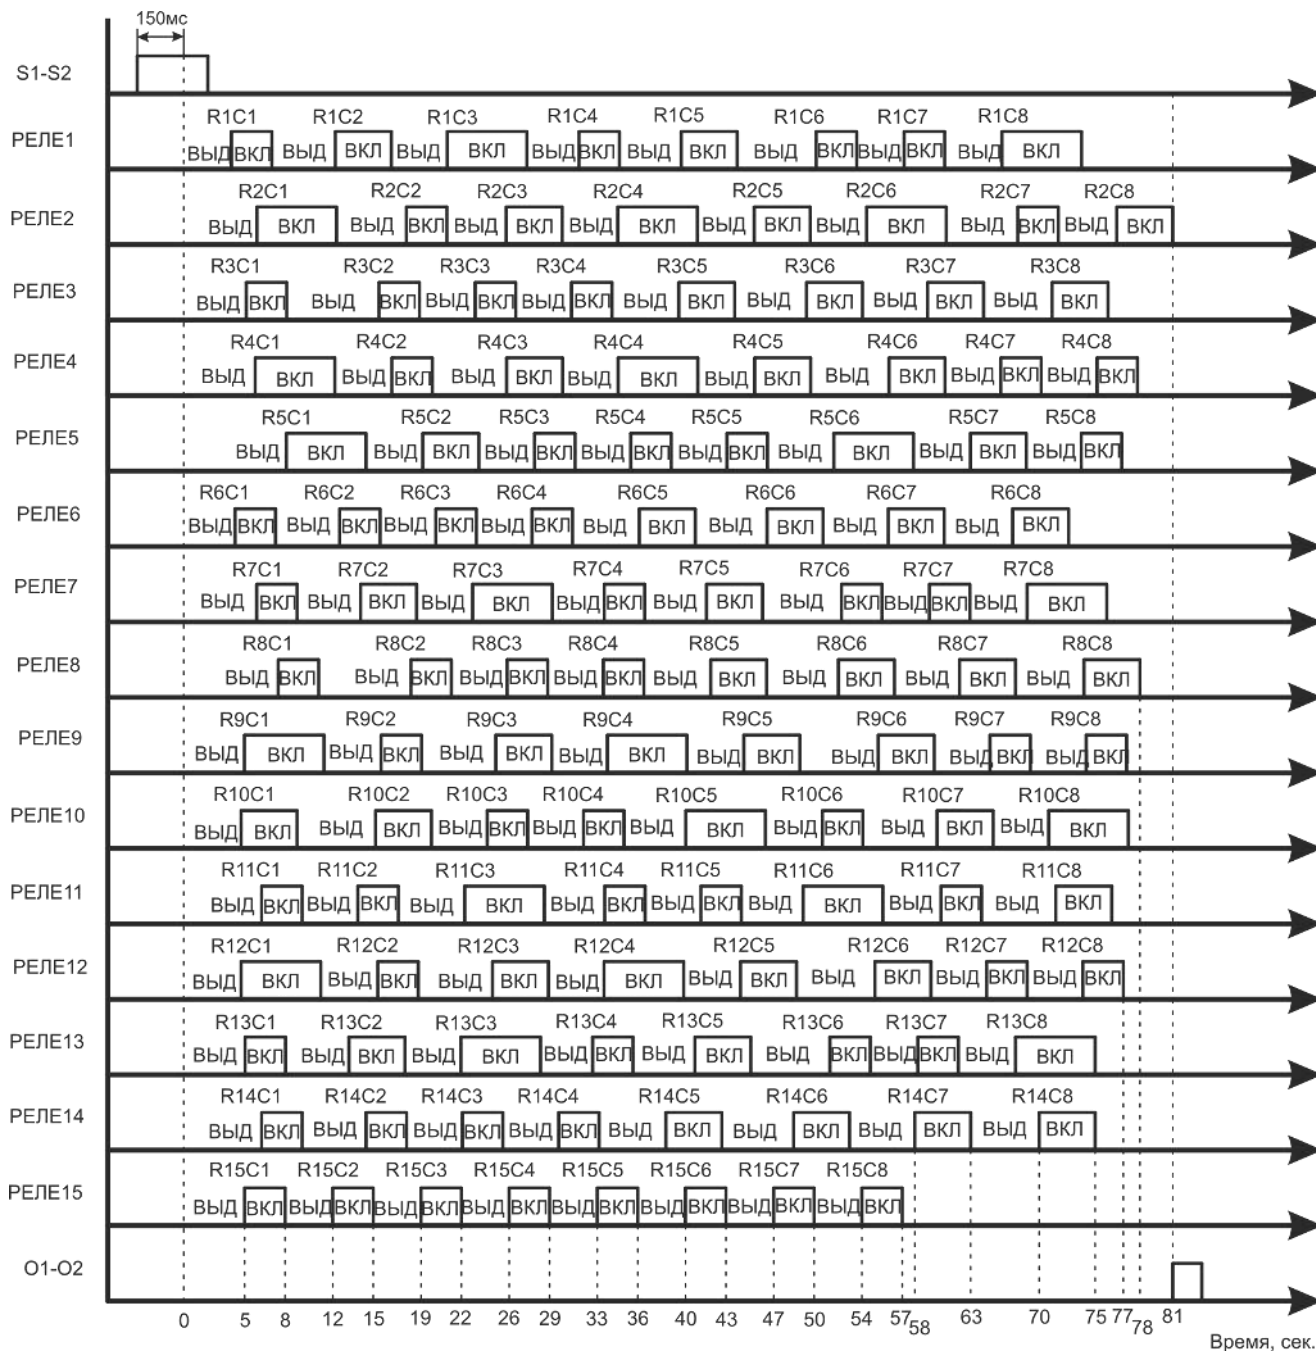 150мс
S1-S2
R1C1 R1C2 R1C3 R1C4 R1C5 R1C6 R1C7 R1C8
РЕЛЕ1 ВЫД ВКЛ ВЫД ВКЛ ВЫД ВКЛ ВЫД ВКЛ ВЫД ВКЛ ВЫД ВКЛ ВЫД ВКЛ ВЫД ВКЛ
R2C1 R2C2 R2C3 R2C4 R2C5 R2C6 R2C7 R2C8
РЕЛЕ2 ВЫД ВКЛ ВЫД ВКЛ ВЫД ВКЛ ВЫД ВКЛ ВЫД ВКЛ ВЫД ВКЛ ВЫД ВКЛ ВЫД ВКЛ
R3C1 R3C2 R3C3 R3C4 R3C5 R3C6 R3C7 R3C8
РЕЛЕ3 ВЫД ВКЛ ВЫД ВКЛ ВЫД ВКЛ ВЫД ВКЛ ВЫД ВКЛ ВЫД ВКЛ ВЫД ВКЛ ВЫД ВКЛ
R4C1 R4C2 R4C3 R4C4 R4C5 R4C6 R4C7 R4C8
РЕЛЕ4 ВЫД ВКЛ ВЫД ВКЛ ВЫД ВКЛ ВЫД ВКЛ ВЫД ВКЛ ВЫД ВКЛ ВЫД ВКЛ ВЫД ВКЛ
R5C1 R5C2 R5C3 R5C4 R5C5 R5C6 R5C7 R5C8
РЕЛЕ5 ВЫД ВКЛ ВЫД ВКЛ ВЫД ВКЛ ВЫД ВКЛ ВЫД ВКЛ ВЫД ВКЛ ВЫД ВКЛ ВЫД ВКЛ
R6C1 R6C2 R6C3 R6C4 R6C5 R6C6 R6C7 R6C8
РЕЛЕ6 ВЫД ВКЛ ВЫД ВКЛ ВЫД ВКЛ ВЫД ВКЛ ВЫД ВКЛ ВЫД ВКЛ ВЫД ВКЛ ВЫД ВКЛ
R7C1 R7C2 R7C3 R7C4 R7C5 R7C6 R7C7 R7C8
РЕЛЕ7 ВЫД ВКЛ ВЫД ВКЛ ВЫД ВКЛ ВЫД ВКЛ ВЫД ВКЛ ВЫД ВКЛ ВЫД ВКЛ ВЫД ВКЛ
R8C1 R8C2 R8C3 R8C4 R8C5 R8C6 R8C7 R8C8
РЕЛЕ8 ВЫД ВКЛ ВЫД ВКЛ ВЫД ВКЛ ВЫД ВКЛ ВЫД ВКЛ ВЫД ВКЛ ВЫД ВКЛ ВЫД ВКЛ
R9C1 R9C2 R9C3 R9C4 R9C5 R9C6 R9C7 R9C8
РЕЛЕ9 ВЫД ВКЛ ВЫД ВКЛ ВЫД ВКЛ ВЫД ВКЛ ВЫД ВКЛ ВЫД ВКЛ ВЫД ВКЛ ВЫД ВКЛ
R10C1 R10C2 R10C3 R10C4 R10C5 R10C6 R10C7 R10C8
РЕЛЕ10 ВЫД ВКЛ ВЫД ВКЛ ВЫД ВКЛ ВЫД ВКЛ ВЫД ВКЛ ВЫД ВКЛ ВЫД ВКЛ ВЫД ВКЛ
R11C1 R11C2 R11C3 R11C4 R11C5 R11C6 R11C7 R11C8
РЕЛЕ11 ВЫД ВКЛ ВЫД ВКЛ ВЫД ВКЛ ВЫД ВКЛ ВЫД ВКЛ ВЫД ВКЛ ВЫД ВКЛ ВЫД ВКЛ
R12C1 R12C2 R12C3 R12C4 R12C5 R12C6 R12C7 R12C8
РЕЛЕ12 ВЫД ВКЛ ВЫД ВКЛ ВЫД ВКЛ ВЫД ВКЛ ВЫД ВКЛ ВЫД ВКЛ ВЫД ВКЛ ВЫД ВКЛ
R13C1 R13C2 R13C3 R13C4 R13C5 R13C6 R13C7 R13C8
РЕЛЕ13 ВЫД ВКЛ ВЫД ВКЛ ВЫД ВКЛ ВЫД ВКЛ ВЫД ВКЛ ВЫД ВКЛ ВЫД ВКЛ ВЫД ВКЛ
R14C1 R14C2 R14C3 R14C4 R14C5 R14C6 R14C7 R14C8
РЕЛЕ14 ВЫД ВКЛ ВЫД ВКЛ ВЫД ВКЛ ВЫД ВКЛ ВЫД ВКЛ ВЫД ВКЛ ВЫД ВКЛ ВЫД ВКЛ
R15C1 R15C2 R15C3 R15C4 R15C5 R15C6 R15C7 R15C8
РЕЛЕ15 ВЫД ВКЛ ВЫД ВКЛ ВЫД ВКЛ ВЫД ВКЛ ВЫД ВКЛ ВЫД ВКЛ ВЫД ВКЛ ВЫД ВКЛ
O1-O2
0 5 8 12 15 19 22 26 29 33 36 40 43 47 50 54 57 58 63 70 75 77 78 81
Время, сек.